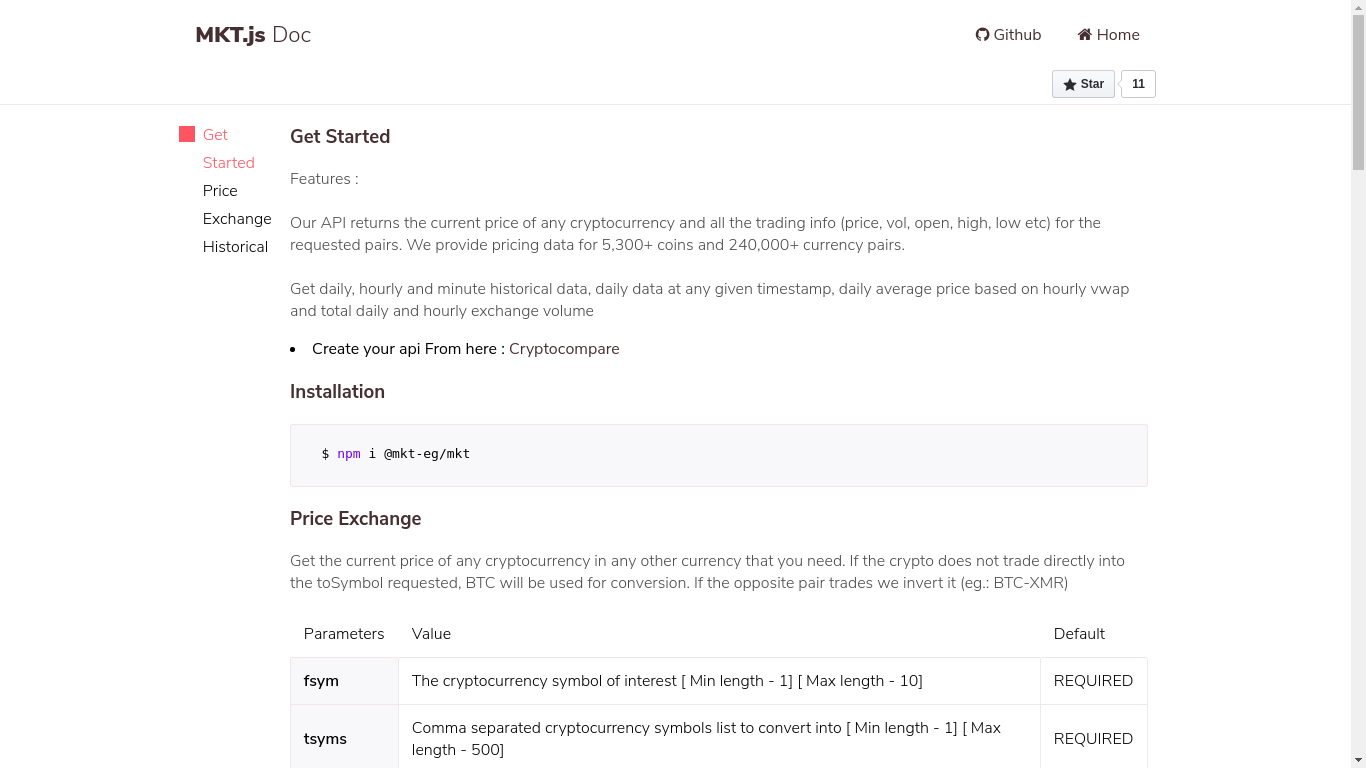 MKT.js Doc
Github
Home
Star
11
Get
Started
Price
Exchange
Historical
Get Started
Features :
Our API returns the current price of any cryptocurrency and all the trading info (price, vol, open, high, low etc) for the
requested pairs. We provide pricing data for 5,300+ coins and 240,000+ currency pairs.
Get daily, hourly and minute historical data, daily data at any given timestamp, daily average price based on hourly vwap
and total daily and hourly exchange volume
Create your api From here : Cryptocompare
Installation
$ npm i @mkt-eg/mkt
Price Exchange
Get the current price of any cryptocurrency in any other currency that you need. If the crypto does not trade directly into
the toSymbol requested, BTC will be used for conversion. If the opposite pair trades we invert it (eg.: BTC-XMR)
Parameters Value Default
fsym The cryptocurrency symbol of interest [ Min length - 1] [ Max length - 10] REQUIRED
tsyms Comma separated cryptocurrency symbols list to convert into [ Min length - 1] [ Max
length - 500] REQUIRED